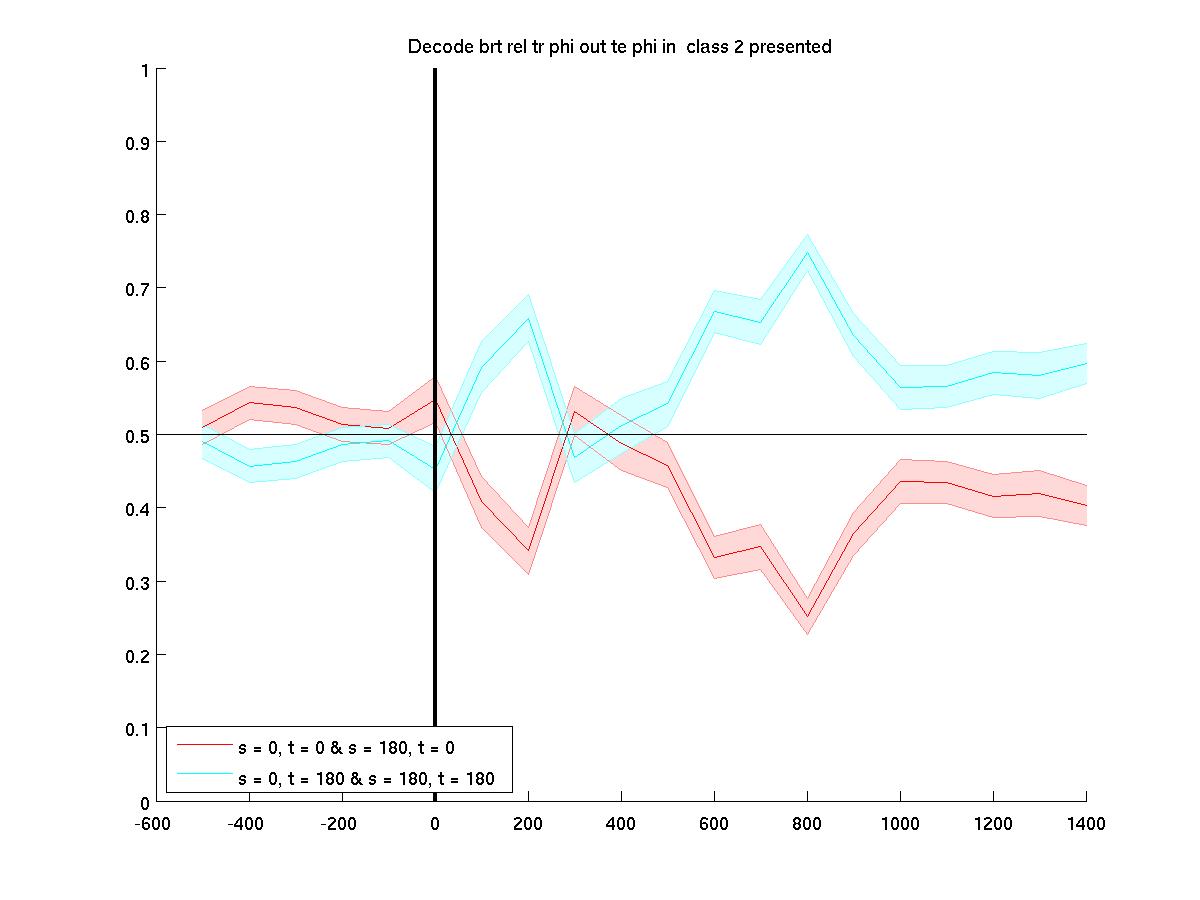 Decode brt rel tr phi out te phi in  class 2 presented
1
0.9
0.8
0.7
0.6
0.5
0.4
0.3
0.2
0.1
0
s = 0, t = 0 & s = 180, t = 0
s = 0, t = 180 & s = 180, t = 180
-600 -400 -200 0 200 400 600 800 1000 1200 1400